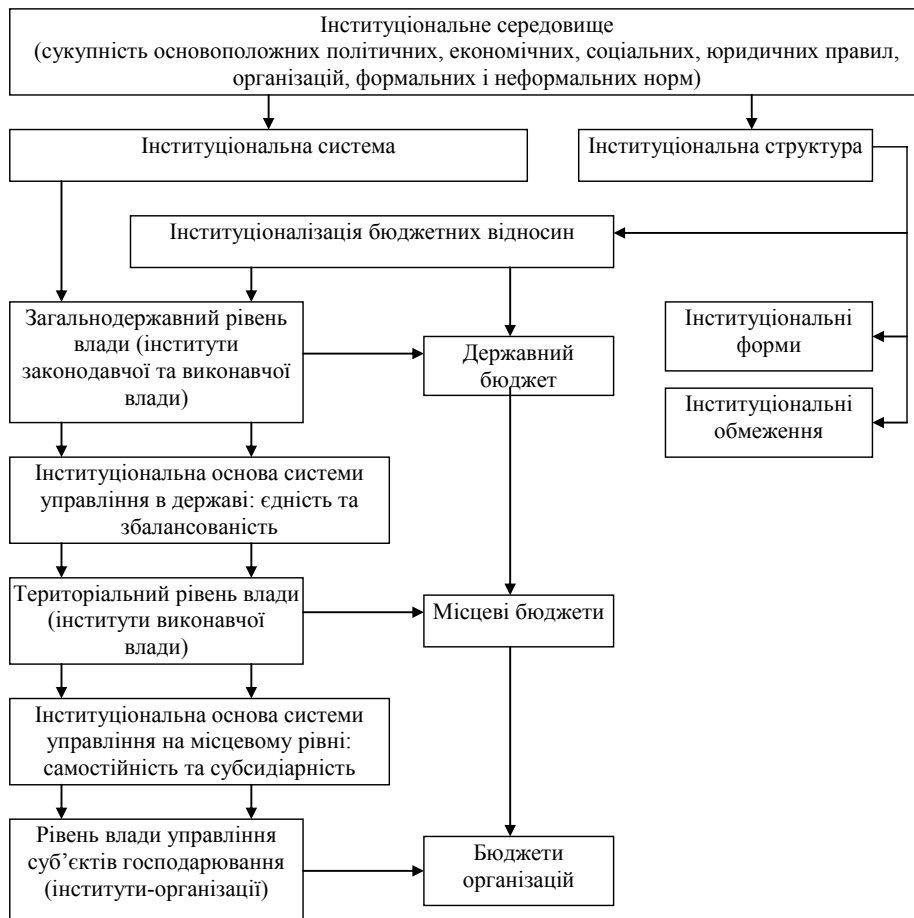 Інституціональне середовище
(сукупність основоположних політичних, економічних, соціальних, юридичних правил,
організацій, формальних і неформальних норм)
Інституціональна система
Інституціональна структура
Інституціоналізація бюджетних відносин
Загальнодержавний рівень
влади (інститути
законодавчої та виконавчої
влади)
Державний
бюджет
Інституціональні
форми
Інституціональні
обмеження
Інституціональна основа системи
управління в державі: єдність та
збалансованість
Територіальний рівень влади
(інститути виконавчої
влади)
Місцеві бюджети
Інституціональна основа системи
управління на місцевому рівні:
самостійність та субсидіарність
Рівень влади управління
суб’єктів господарювання
(інститути-організації)
Бюджети
організацій